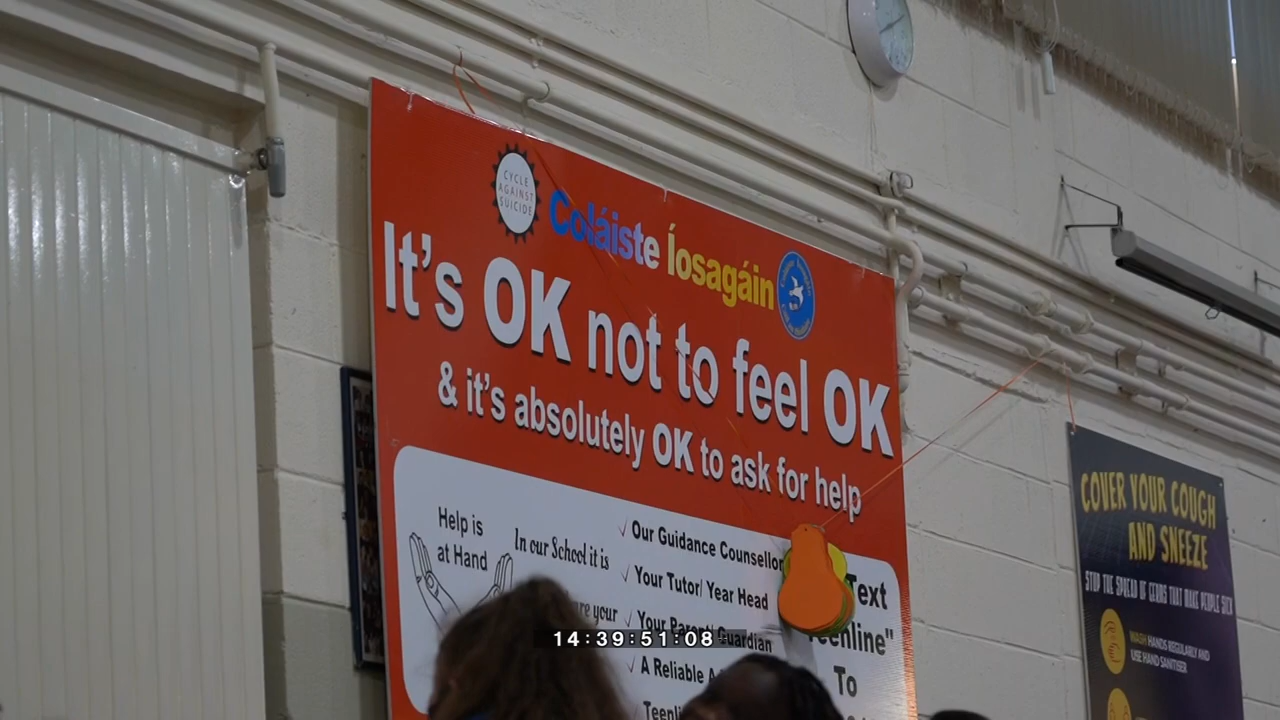 CYCLE
AGAINST
SUICIDE
Coláiste Íosagáin
It's OK not to feel OK
& it's absolutely OK to ask for help
Help is
at Hand
In our School it is
✓ Our Guidance Counsellor
✓ Your Tutor/ Year Head
your
✓ Your Parent/ Guardian
✓ A Reliable
Text
To
COVER YOUR COUGH
AND SNEEZE
STOP THE SPREAD OF GERMS THAT MAKE PEOPLE SICK
WASH HANDS REGULARLY AND
USE HAND SANITISER
14:39:51:08